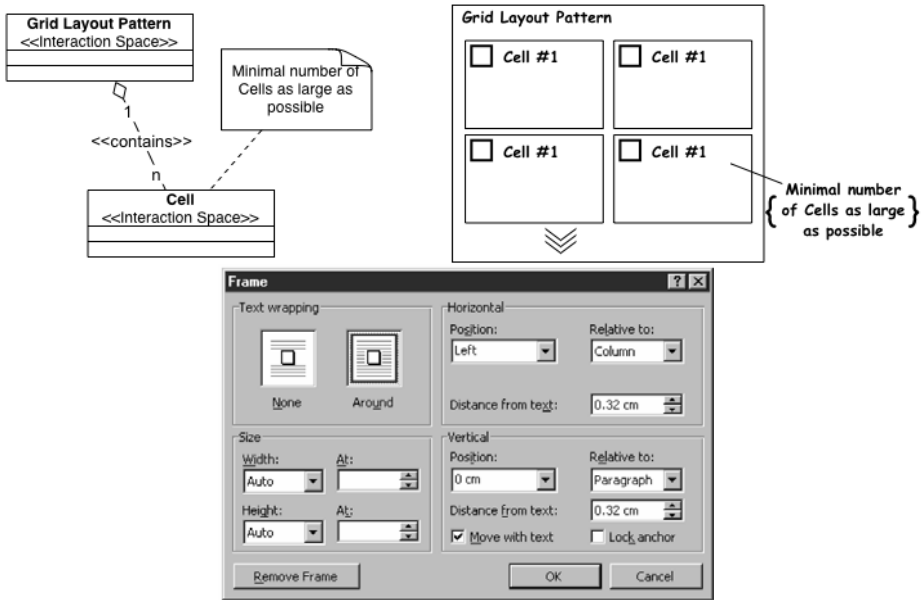 Grid Layout Pattern
<<Interaction Space>>
1
<<contains>>
n
Cell
<<Interaction Space>>
Minimal number of
Cells as large as
possible
Grid Layout Pattern
Cell #1
Cell #1
Cell #1
Cell #1
Minimal number
of Cells as large
as possible
Frame
Text wrapping
None
Around
Horizontal
Position:
Relative to:
Left
Column
Distance from text:
0.32 cm
Size
Width:
At:
Auto
Height:
At:
Auto
Vertical
Position:
Relative to:
0 cm
Paragraph
Distance from text:
0.32 cm
Move with text
Lock anchor
Remove Frame
OK
Cancel